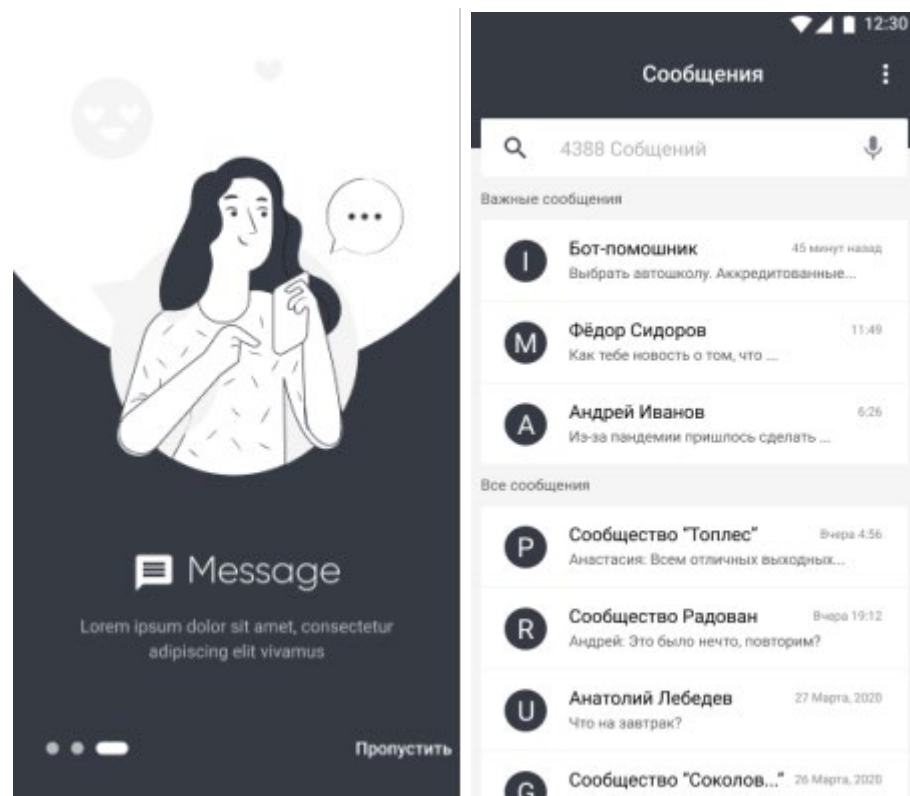 Message
Lorem ipsum dolor sit amet, consectetur
adipiscing elit vivamus
Пропустить
12:30
Сообщения
4388 Собщений
Важные сообщения
I
Бот-помошник
45 минут назад
Выбрать автошколу. Аккредитованные...
M
Фёдор Сидоров
11:49
Как тебе новость о том, что ...
A
Андрей Иванов
6:26
Из-за пандемии пришлось сделать ...
Все сообщения
P
Сообщество "Топлес"
Вчера 4:56
Анастасия: Всем отличных выходных...
R
Сообщество Радован
Вчера 19:12
Андрей: Это было нечто, повторим?
U
Анатолий Лебедев
27 Марта, 2020
Что на завтрак?
G
Сообщество "Соколов..."
26 Марта, 2020